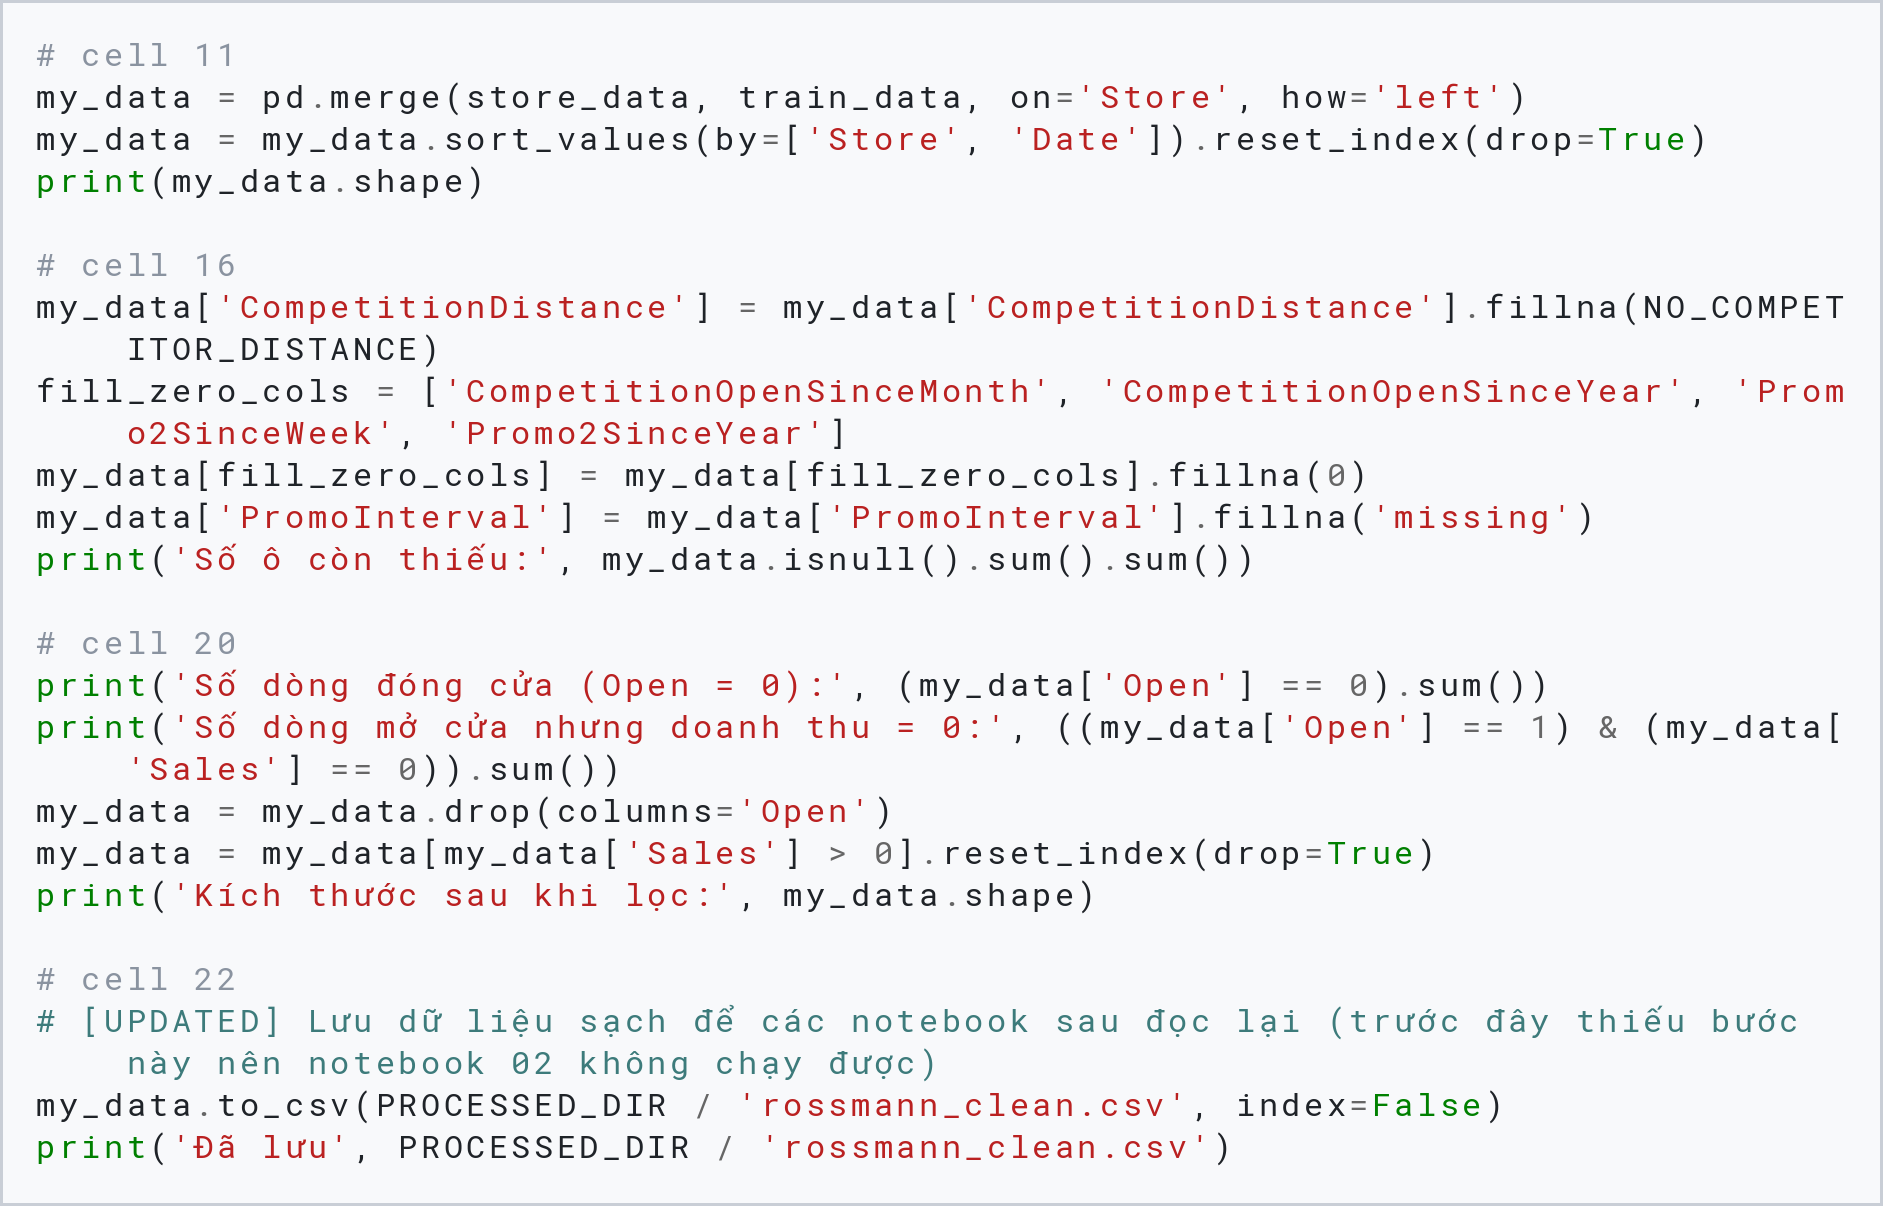 # cell 11
my_data = pd.merge(store_data, train_data, on='Store', how='left')
my_data = my_data.sort_values(by=['Store', 'Date']).reset_index(drop=True)
print(my_data.shape)

# cell 16
my_data['CompetitionDistance'] = my_data['CompetitionDistance'].fillna(NO_COMPET
    ITOR_DISTANCE)
fill_zero_cols = ['CompetitionOpenSinceMonth', 'CompetitionOpenSinceYear', 'Prom
    o2SinceWeek', 'Promo2SinceYear']
my_data[fill_zero_cols] = my_data[fill_zero_cols].fillna(0)
my_data['PromoInterval'] = my_data['PromoInterval'].fillna('missing')
print('Số ô còn thiếu:', my_data.isnull().sum().sum())

# cell 20
print('Số dòng đóng cửa (Open = 0):', (my_data['Open'] == 0).sum())
print('Số dòng mở cửa nhưng doanh thu = 0:', ((my_data['Open'] == 1) & (my_data[
    'Sales'] == 0)).sum())
my_data = my_data.drop(columns='Open')
my_data = my_data[my_data['Sales'] > 0].reset_index(drop=True)
print('Kích thước sau khi lọc:', my_data.shape)

# cell 22
# [UPDATED] Lưu dữ liệu sạch để các notebook sau đọc lại (trước đây thiếu bước
    này nên notebook 02 không chạy được)
my_data.to_csv(PROCESSED_DIR / 'rossmann_clean.csv', index=False)
print('Đã lưu', PROCESSED_DIR / 'rossmann_clean.csv')